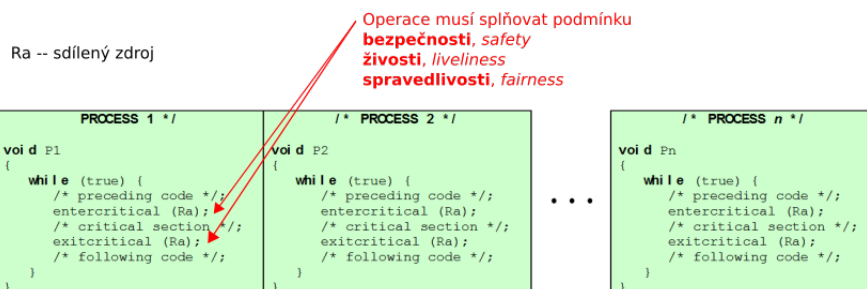 Operace musí splňovat podmínku
bezpečnosti, safety
živosti, liveliness
spravedlivosti, fairness
Ra -- sdílený zdroj
PROCESS 1 */
void P1
{
while (true) {
/* preceding code */;
entercritical (Ra);
/* critical section */;
exitcritical (Ra);
/* following code */;
}
}
/* PROCESS 2 */
void P2
{
while (true) {
/* preceding code */;
entercritical (Ra);
/* critical section */;
exitcritical (Ra);
/* following code */;
}
}
• • •
/* PROCESS n */
void Pn
{
while (true) {
/* preceding code */;
entercritical (Ra);
/* critical section */;
exitcritical (Ra);
/* following code */;
}
}